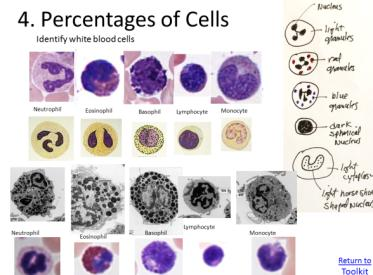 4. Percentages of Cells
Identify white blood cells
Neutrophil Eosinophil Basophil Lymphocyte Monocyte
Neutrophil Eosinophil Basophil Lymphocyte Monocyte
Nucleus
light
granules
red
granules
blue
granules
dark
spherical
nucleus
light
cytoplasm
light horseshoe
shaped nucleus
Return to
Toolkit